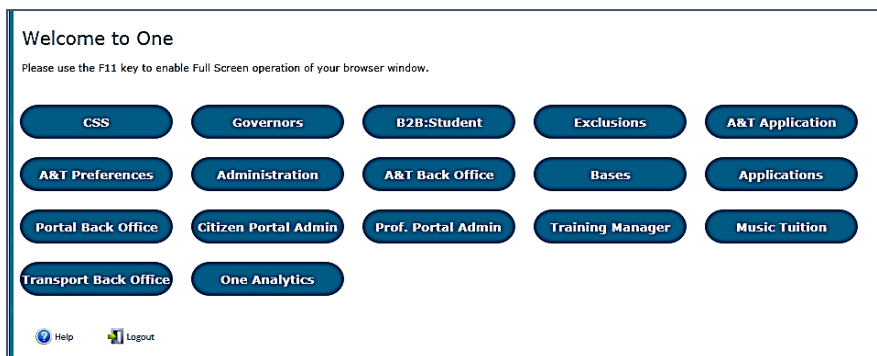 Welcome to One
Please use the F11 key to enable Full Screen operation of your browser window.
CSS Governors B2B:Student Exclusions A&T Application
A&T Preferences Administration A&T Back Office Bases Applications
Portal Back Office Citizen Portal Admin Prof. Portal Admin Training Manager Music Tuition
Transport Back Office One Analytics
Help Logout